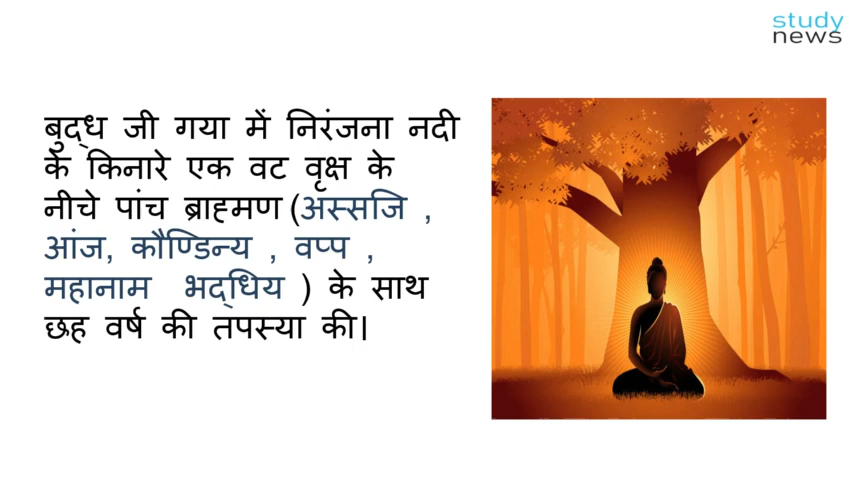 study
news
बुद्ध जी गया में निरंजना नदी
के किनारे एक वट वृक्ष के
नीचे पांच ब्राह्मण (अस्सजि ,
आंज, कौण्डिन्य , वप्प ,
महानाम भद्धिय ) के साथ
छह वर्ष की तपस्या की।